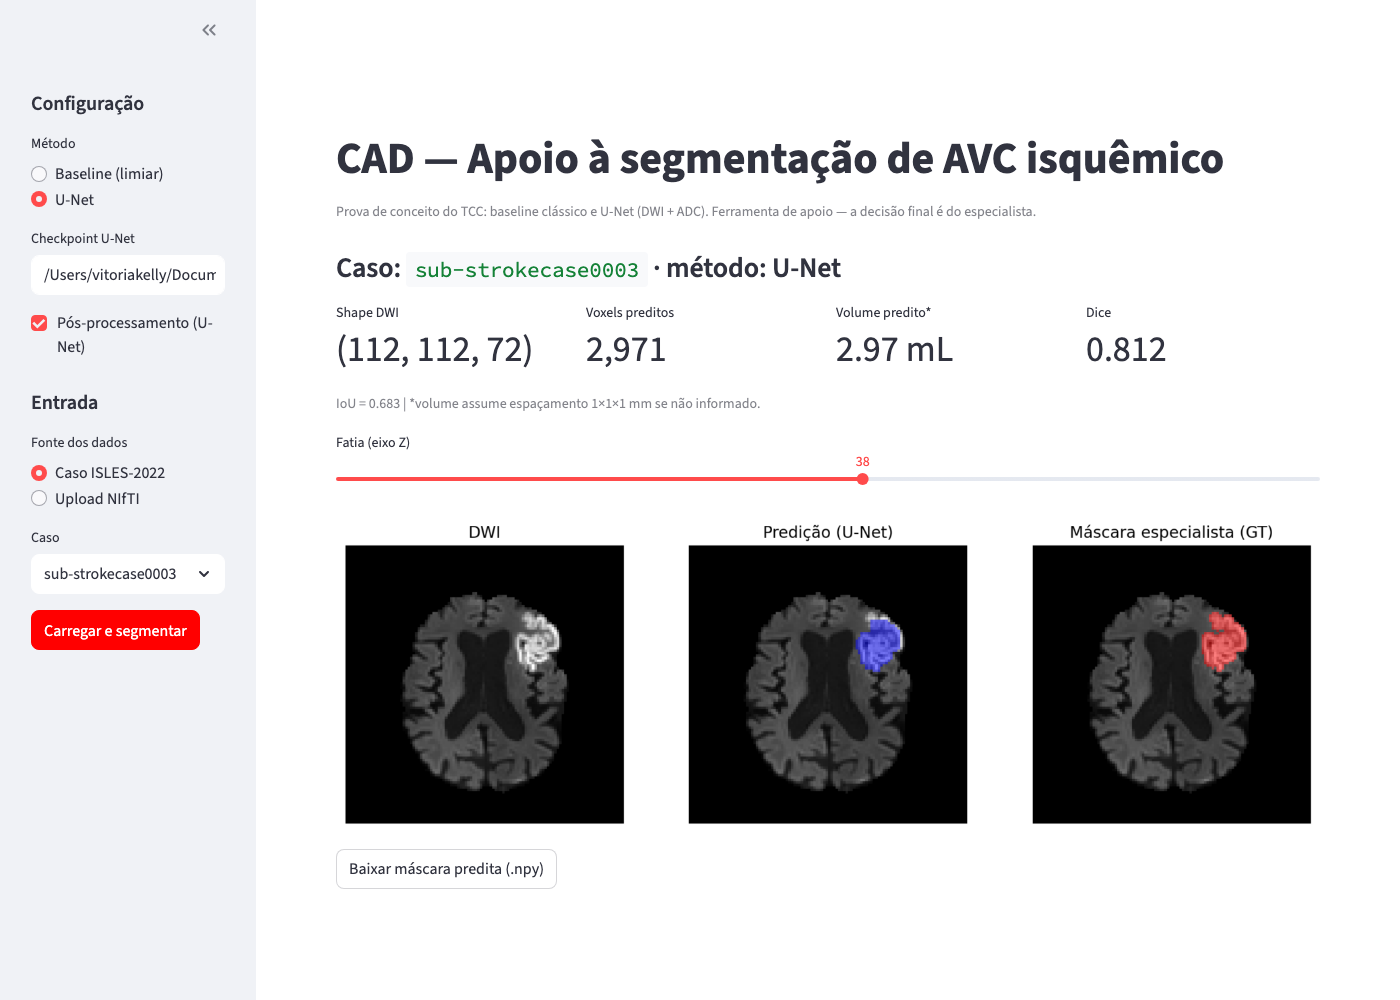 Configuração
Método
Baseline (limiar)
U-Net
Checkpoint U-Net
/Users/vitoriakelly/Docum
Pós-processamento (U-
Net)
Entrada
Fonte dos dados
Caso ISLES-2022
Upload NIfTI
Caso
sub-strokecase0003
Carregar e segmentar
CAD — Apoio à segmentação de AVC isquêmico
Prova de conceito do TCC: baseline clássico e U-Net (DWI + ADC). Ferramenta de apoio — a decisão final é do especialista.
Caso: sub-strokecase0003 · método: U-Net
Shape DWI
(112, 112, 72)
Voxels preditos
2,971
Volume predito*
2.97 mL
Dice
0.812
IoU = 0.683 | *volume assume espaçamento 1×1×1 mm se não informado.
Fatia (eixo Z)
38
DWI
Predição (U-Net)
Máscara especialista (GT)
Baixar máscara predita (.npy)